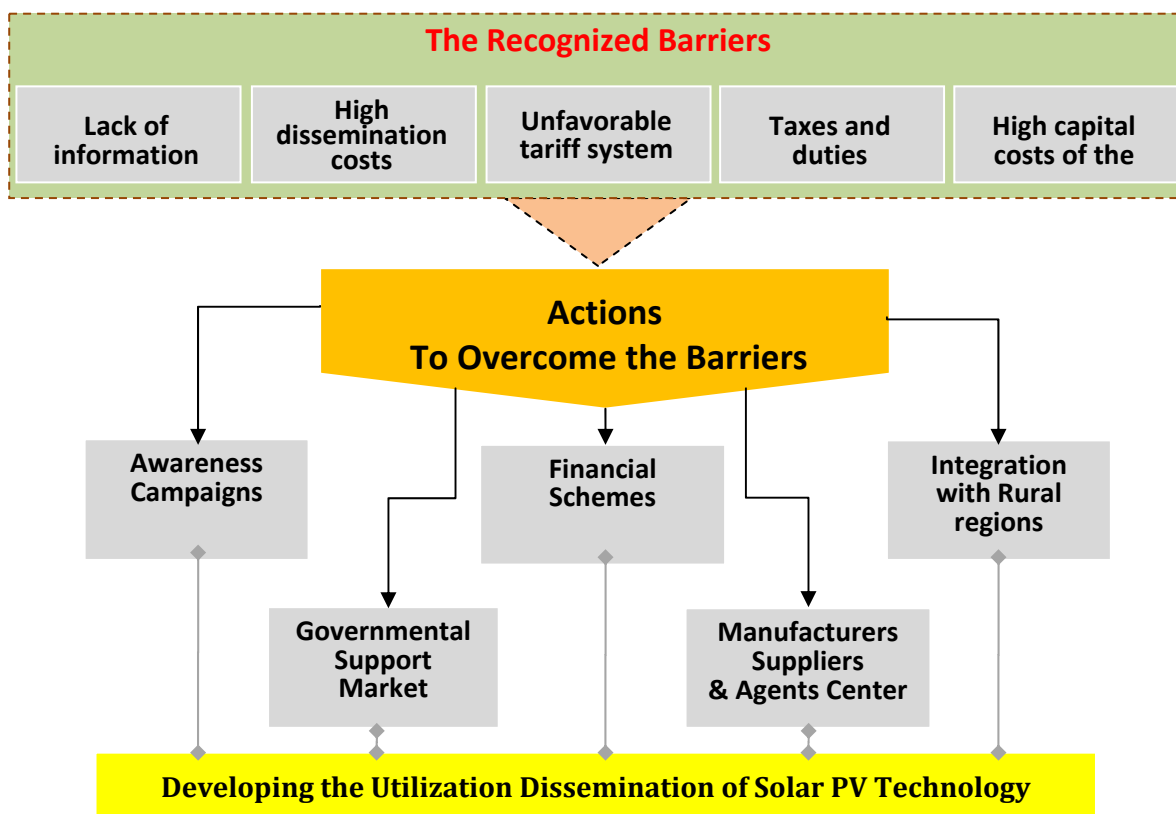 The Recognized Barriers
Lack of
information
High
dissemination
costs
Unfavorable
tariff system
Taxes and
duties
High capital
costs of the
Actions
To Overcome the Barriers
Awareness
Campaigns
Financial
Schemes
Integration
with Rural
regions
Governmental
Support
Market
Manufacturers
Suppliers
& Agents Center
Developing the Utilization Dissemination of Solar PV Technology